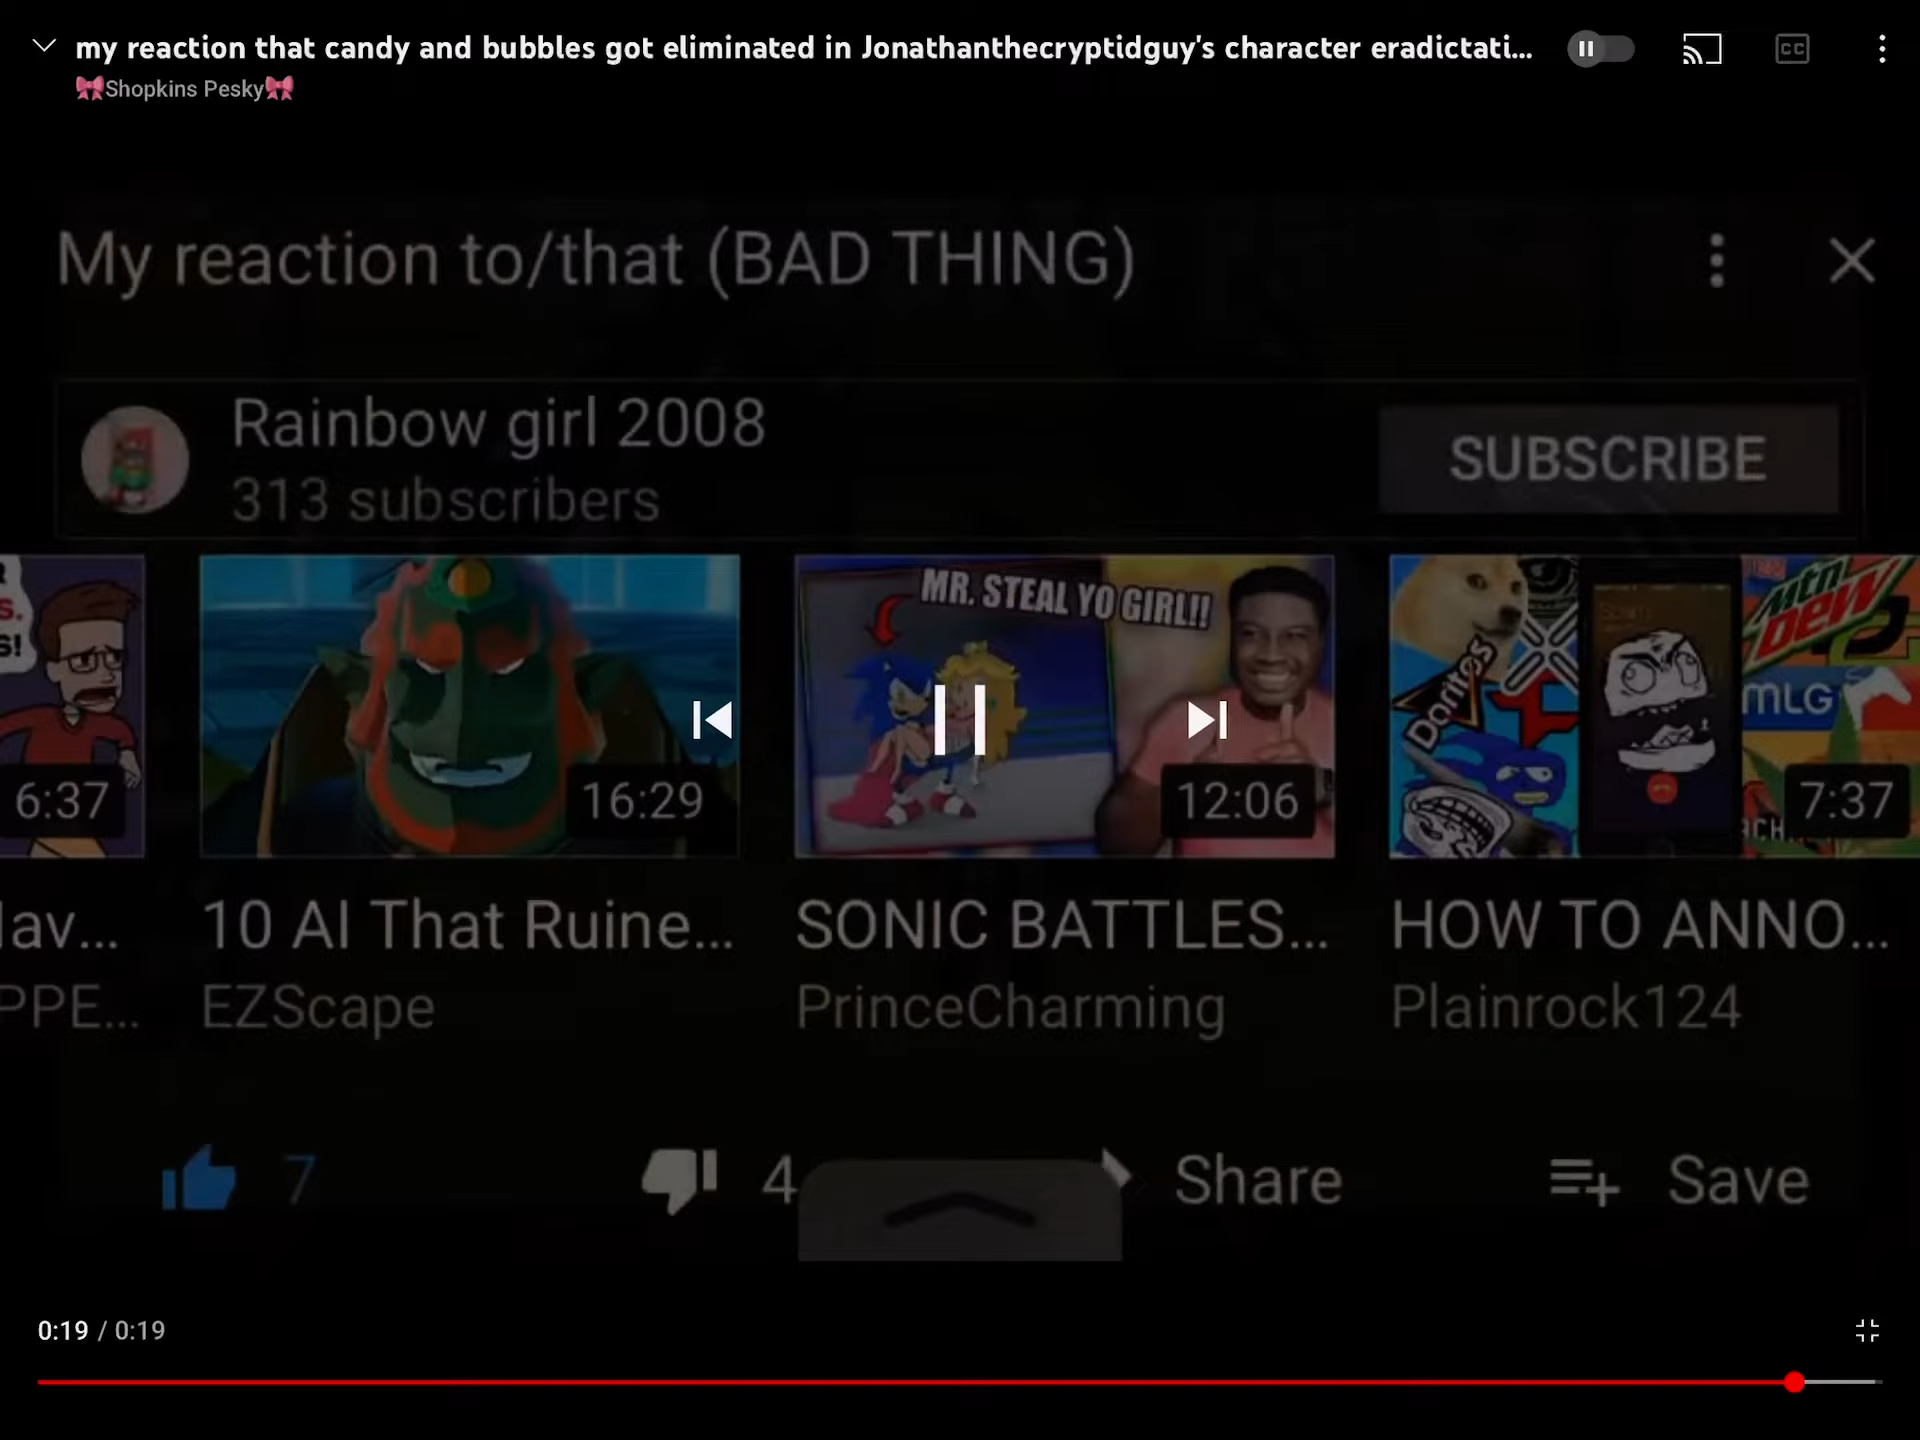 my reaction that candy and bubbles got eliminated in Jonathanthecryptidguy's character eradictati...
🎀Shopkins Pesky🎀
CC
My reaction to/that (BAD THING)
Rainbow girl 2008
313 subscribers
SUBSCRIBE
S.
S!
MR. STEAL YO GIRL!!
Doritos
mtn
DEW
MLG
6:37
16:29
12:06
7:37
10 AI That Ruine...
SONIC BATTLES...
HOW TO ANNO...
PPE...
EZScape
PrinceCharming
Plainrock124
7
4
Share
Save
0:19 / 0:19